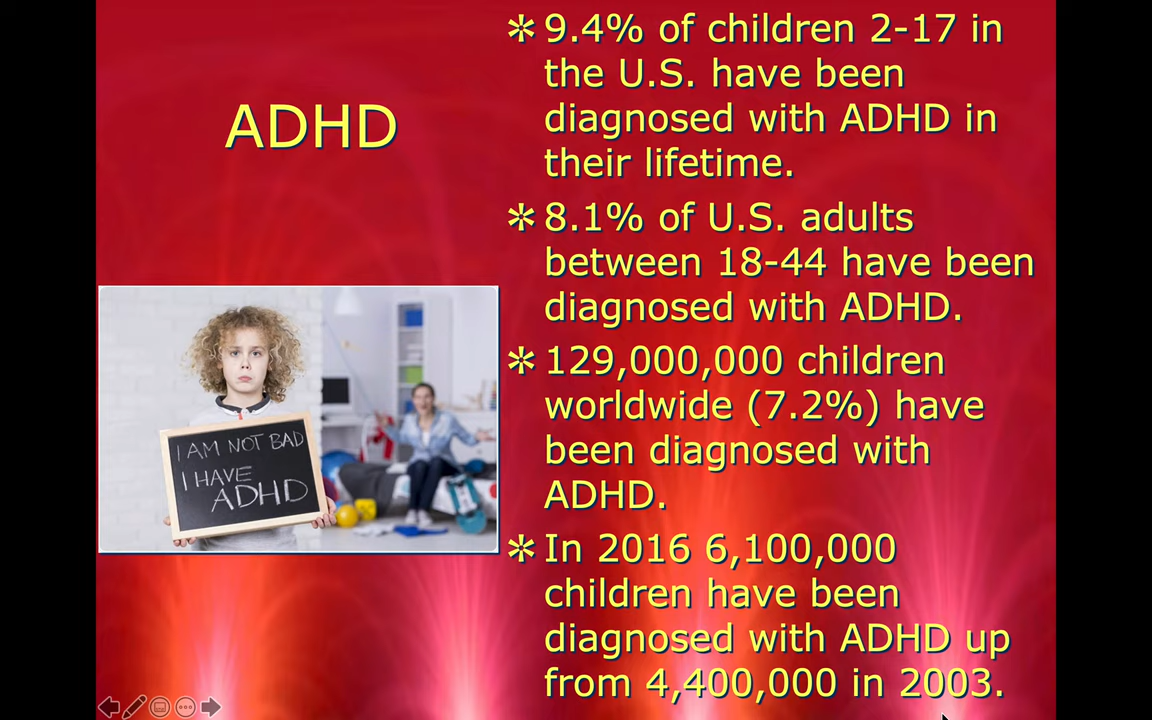 ADHD
I AM NOT BAD
I HAVE
ADHD
* 9.4% of children 2-17 in
the U.S. have been
diagnosed with ADHD in
their lifetime.
* 8.1% of U.S. adults
between 18-44 have been
diagnosed with ADHD.
* 129,000,000 children
worldwide (7.2%) have
been diagnosed with
ADHD.
* In 2016 6,100,000
children have been
diagnosed with ADHD up
from 4,400,000 in 2003.